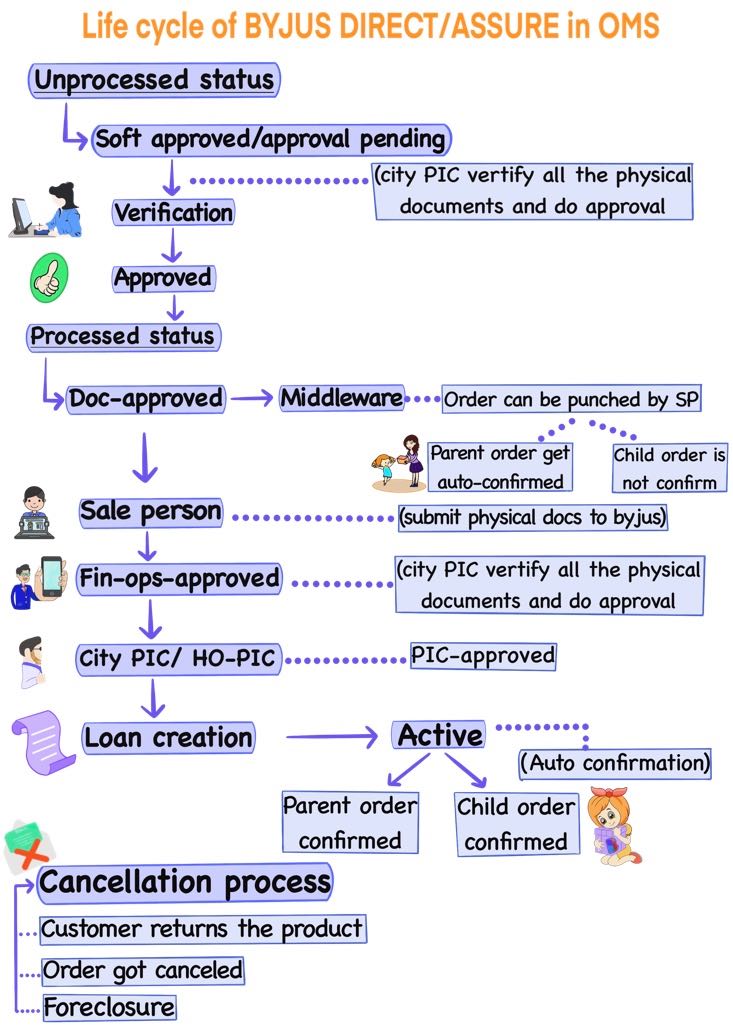 Life cycle of BYJUS DIRECT/ASSURE in OMS
Unprocessed status
Soft approved/approval pending
(city PIC vertify all the physical
documents and do approval
Verification
Approved
Processed status
Doc-approved
Middleware
Order can be punched by SP
Parent order get
auto-confirmed
Child order is
not confirm
Sale person
(submit physical docs to byjus)
Fin-ops-approved
(city PIC vertify all the physical
documents and do approval
City PIC/ HO-PIC
PIC-approved
Loan creation
Active
(Auto confirmation)
Parent order
confirmed
Child order
confirmed
Cancellation process
Customer returns the product
Order got canceled
Foreclosure